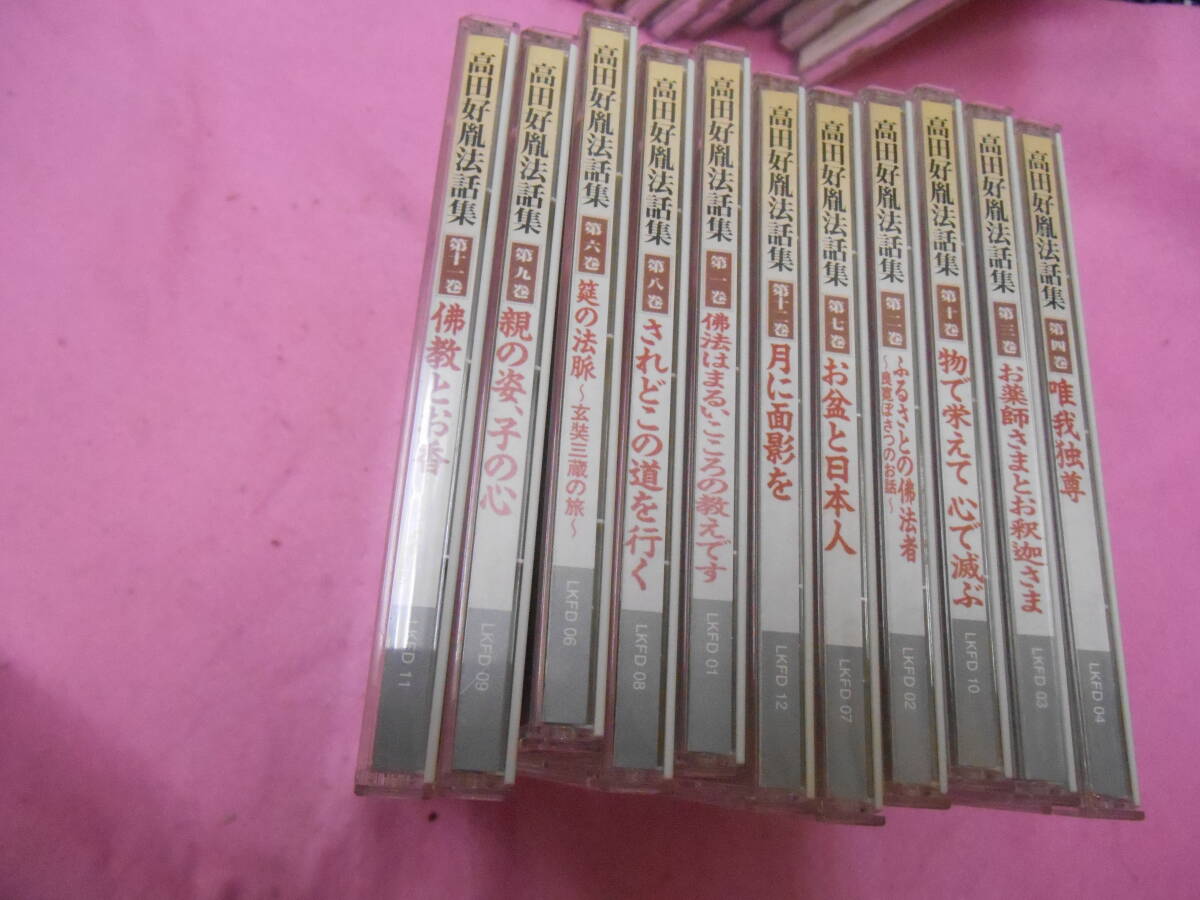 高田好胤法話集 第十一巻 佛教とお香 LKFD 11
高田好胤法話集 第九巻 親の姿、子の心 LKFD 09
高田好胤法話集 第六巻 筵の法脈 ～玄奘三蔵の旅～ LKFD 06
高田好胤法話集 第八巻 されどこの道を行く LKFD 08
高田好胤法話集 第一巻 佛法はまるいこころの教えです LKFD 01
高田好胤法話集 第十二巻 月に面影を LKFD 12
高田好胤法話集 第七巻 お盆と日本人 LKFD 07
高田好胤法話集 第二巻 ふるさとの佛法者 ～良寛ぼさつのお話～ LKFD 02
高田好胤法話集 第十巻 物で栄えて 心で滅ぶ LKFD 10
高田好胤法話集 第三巻 お薬師さまとお釈迦さま LKFD 03
高田好胤法話集 第四巻 唯我独尊 LKFD 04